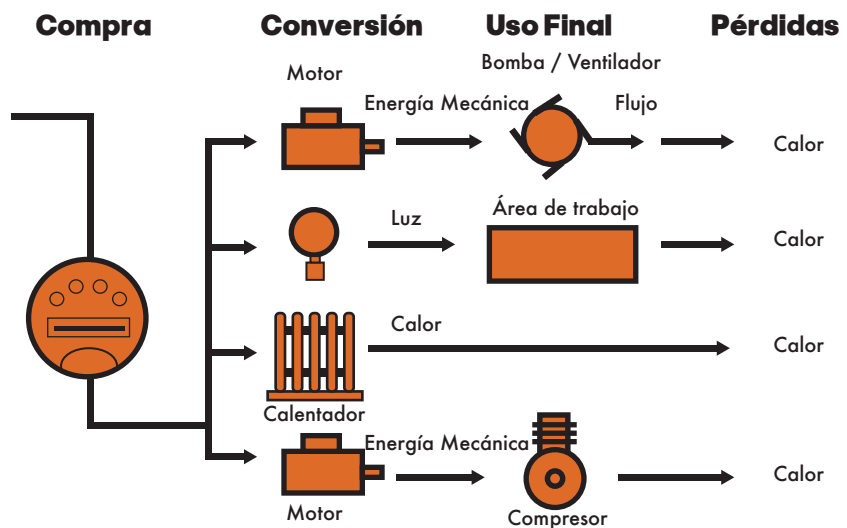 Compra
Conversión
Uso Final
Pérdidas
Motor
Bomba / Ventilador
Energía Mecánica
Flujo
Calor
Luz
Área de trabajo
Calor
Calor
Calor
Calentador
Energía Mecánica
Calor
Motor
Compresor